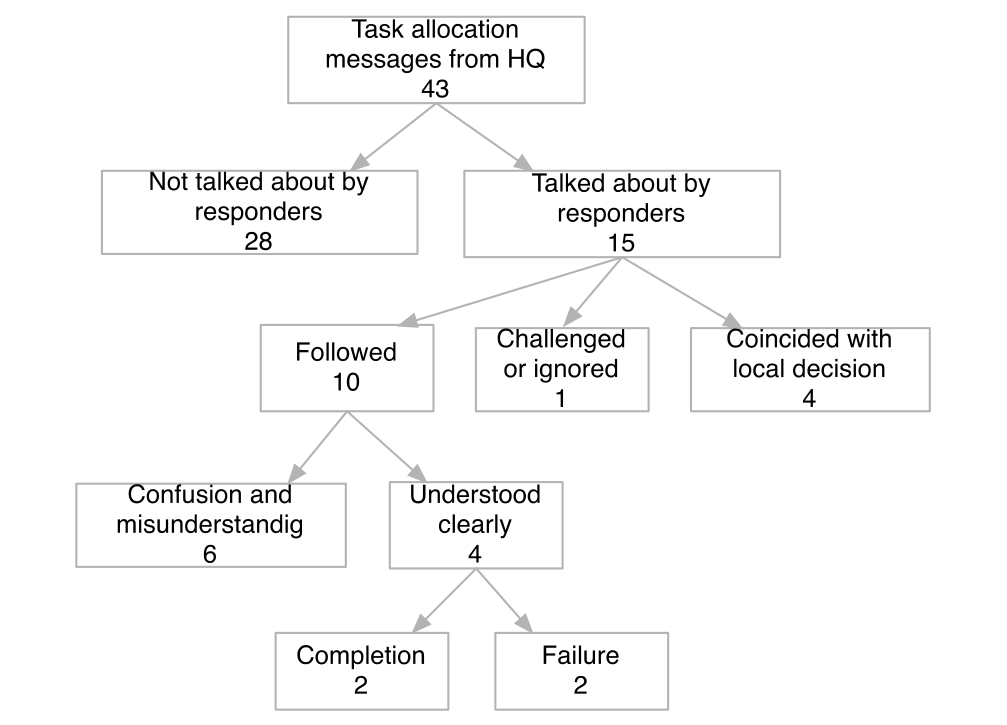 Task allocation
messages from HQ
43
Not talked about by
responders
28
Talked about by
responders
15
Followed
10
Challenged
or ignored
1
Coincided with
local decision
4
Confusion and
misunderstandig
6
Understood
clearly
4
Completion
2
Failure
2